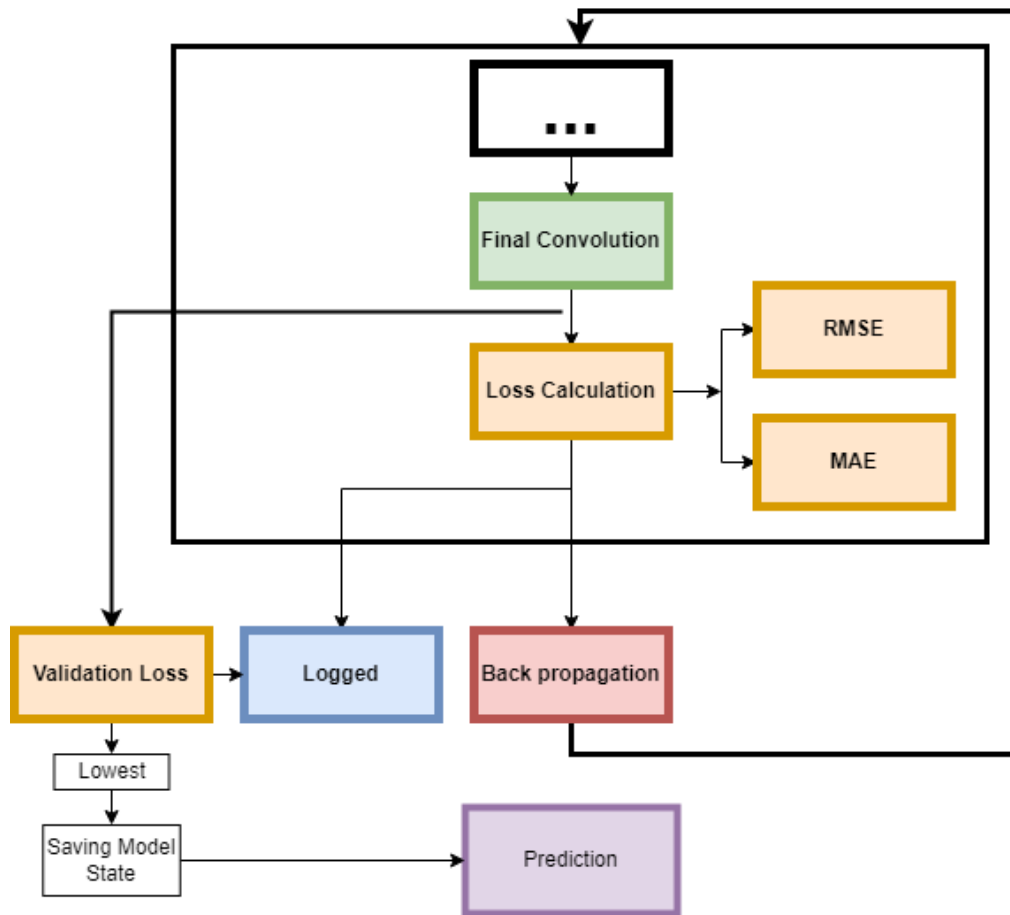 ...
Final Convolution
RMSE
Loss Calculation
MAE
Validation Loss
Logged
Back propagation
Lowest
Saving Model
State
Prediction